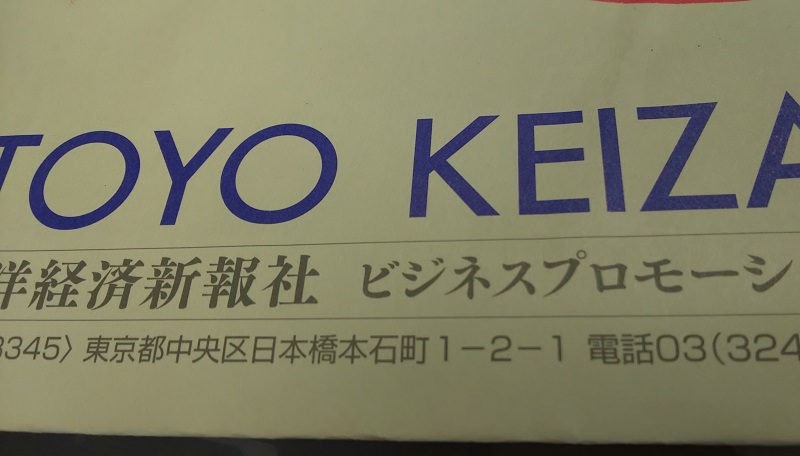 TOYO KEIZA
洋経済新報社 ビジネスプロモーシ
3345〉東京都中央区日本橋本石町1-2-1 電話03(324